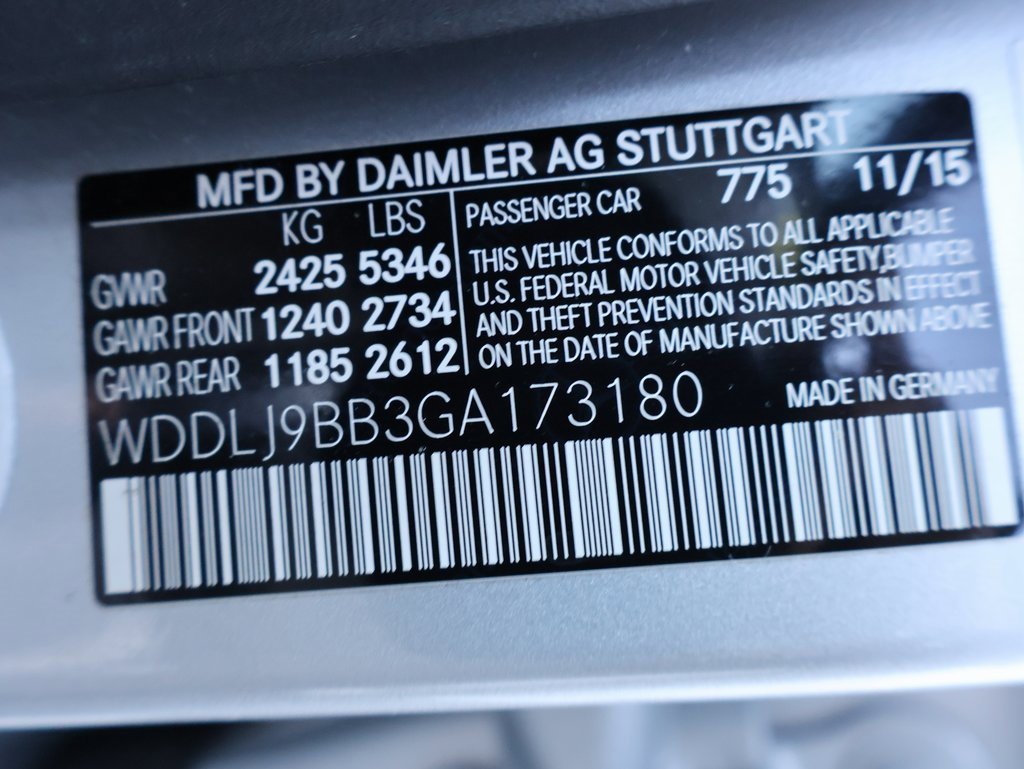 MFD BY DAIMLER AG STUTTGART
KG LBS
GVWR 2425 5346
GAWR FRONT 1240 2734
GAWR REAR 1185 2612
PASSENGER CAR 775 11/15
THIS VEHICLE CONFORMS TO ALL APPLICABLE
U.S. FEDERAL MOTOR VEHICLE SAFETY,BUMPER
AND THEFT PREVENTION STANDARDS IN EFFECT
ON THE DATE OF MANUFACTURE SHOWN ABOVE
WDDLJ9BB3GA173180 MADE IN GERMANY